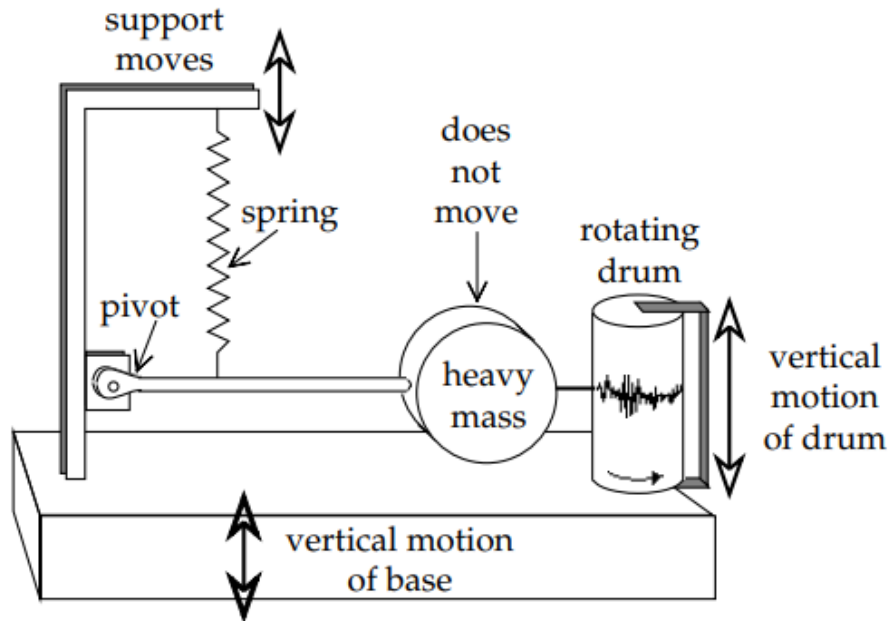 support
moves
does
not
move
spring
rotating
drum
pivot
heavy
mass
vertical
motion
of drum
vertical motion
of base